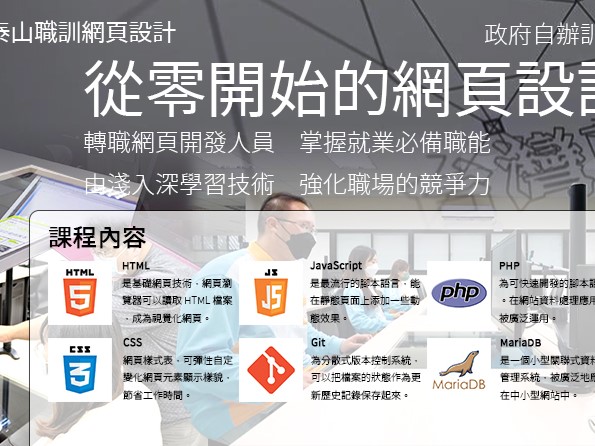 泰山職訓網頁設計
政府自辦訓
從零開始的網頁設計
轉職網頁開發人員 掌握就業必備職能
由淺入深學習技術 強化職場的競爭力
課程內容
HTML
HTML
是基礎網頁技術，網頁瀏
覽器可以讀取 HTML 檔案
，成為視覺化網頁。
JS
JavaScript
是最流行的腳本語言，能
在靜態頁面上添加一些動
態效果。
php
PHP
為可快速開發的腳本語
。在網站資料處理應用
被廣泛運用。
CSS
CSS
網頁樣式表，可彈性自定
變化網頁元素顯示樣貌，
節省工作時間。
Git
為分散式版本控制系統，
可以把檔案的狀態作為更
新歷史記錄保存起來。
MariaDB
MariaDB
是一個小型關聯式資料
管理系統，被廣泛地應
在中小型網站中。